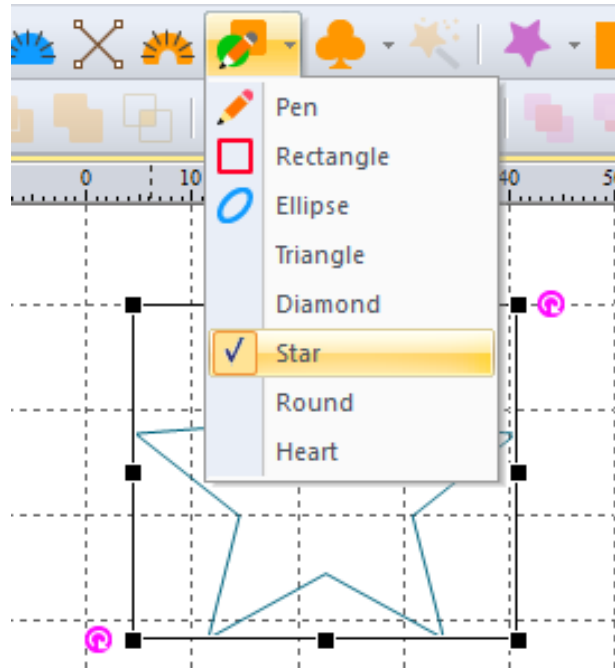 Pen
Rectangle
Ellipse
Triangle
Diamond
Star
Round
Heart
0 10 40